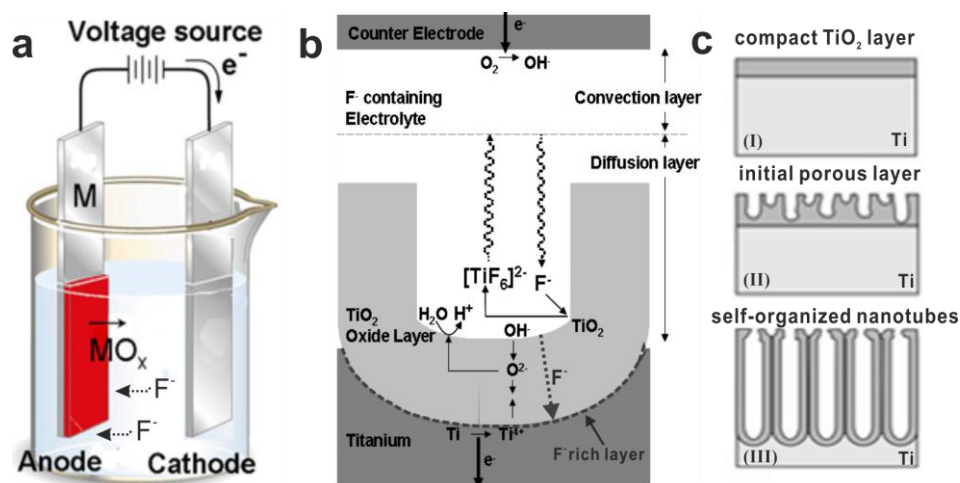 a
Voltage source
e⁻
M
MOₓ
F⁻
F⁻
Anode
Cathode
b
Counter Electrode
e⁻
O₂ → OH⁻
F⁻ containing
Electrolyte
Convection layer
Diffusion layer
[TiF₆]²⁻
F⁻
TiO₂
Oxide Layer
H₂O H⁺
OH⁻
TiO₂
O²⁻
F⁻
Ti → Ti⁴⁺
Titanium
e⁻
F⁻rich layer
c
compact TiO₂ layer
(I)
Ti
initial porous layer
(II)
Ti
self-organized nanotubes
(III)
Ti